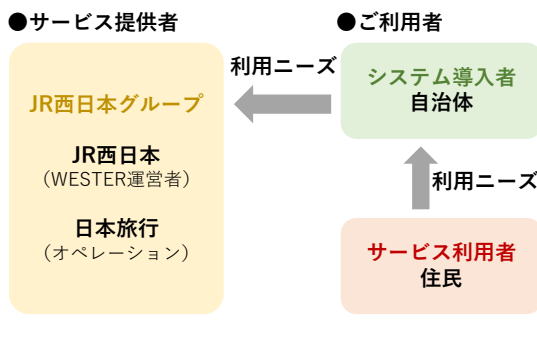 ●サービス提供者
JR西日本グループ
JR西日本
（WESTER運営者）
日本旅行
（オペレーション）
利用ニーズ
●ご利用者
システム導入者
自治体
利用ニーズ
サービス利用者
住民